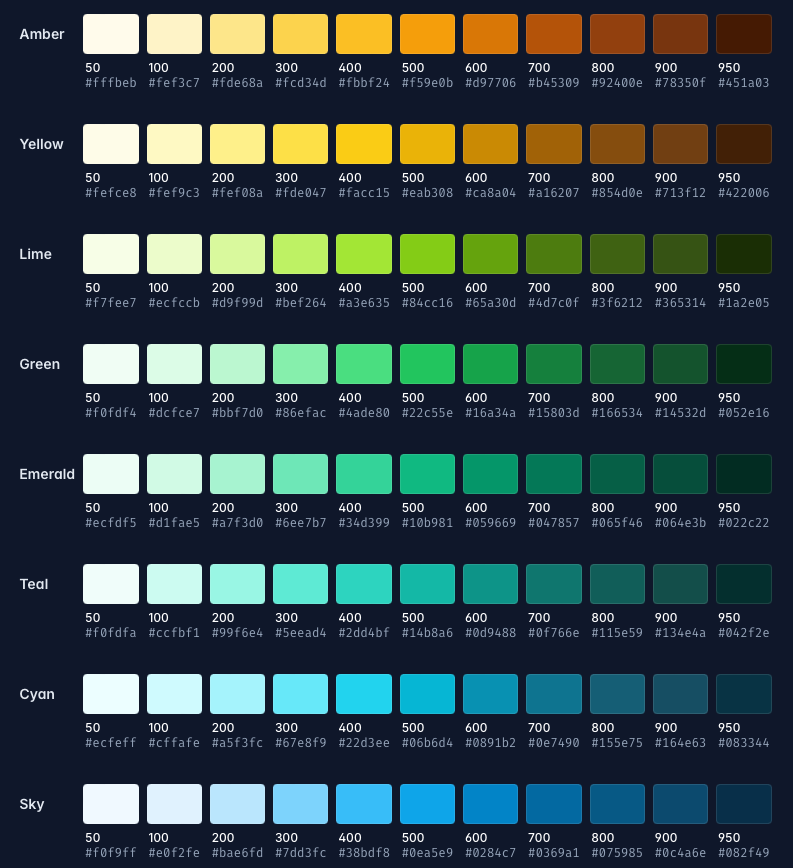 Amber
50 100 200 300 400 500 600 700 800 900 950
#fffbeb #fef3c7 #fde68a #fcd34d #fbbf24 #f59e0b #d97706 #b45309 #92400e #78350f #451a03
Yellow
50 100 200 300 400 500 600 700 800 900 950
#fefce8 #fef9c3 #fef08a #fde047 #facc15 #eab308 #ca8a04 #a16207 #854d0e #713f12 #422006
Lime
50 100 200 300 400 500 600 700 800 900 950
#f7fee7 #ecfccb #d9f99d #bef264 #a3e635 #84cc16 #65a30d #4d7c0f #3f6212 #365314 #1a2e05
Green
50 100 200 300 400 500 600 700 800 900 950
#f0fdf4 #dcfce7 #bbf7d0 #86efac #4ade80 #22c55e #16a34a #15803d #166534 #14532d #052e16
Emerald
50 100 200 300 400 500 600 700 800 900 950
#ecfdf5 #d1fae5 #a7f3d0 #6ee7b7 #34d399 #10b981 #059669 #047857 #065f46 #064e3b #022c22
Teal
50 100 200 300 400 500 600 700 800 900 950
#f0fdfa #ccfbf1 #99f6e4 #5eead4 #2dd4bf #14b8a6 #0d9488 #0f766e #115e59 #134e4a #042f2e
Cyan
50 100 200 300 400 500 600 700 800 900 950
#ecfeff #cffafe #a5f3fc #67e8f9 #22d3ee #06b6d4 #0891b2 #0e7490 #155e75 #164e63 #083344
Sky
50 100 200 300 400 500 600 700 800 900 950
#f0f9ff #e0f2fe #bae6fd #7dd3fc #38bdf8 #0ea5e9 #0284c7 #0369a1 #075985 #0c4a6e #082f49